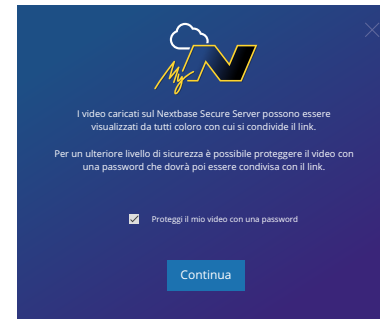 My N
I video caricati sul Nextbase Secure Server possono essere
visualizzati da tutti coloro con cui si condivide il link.
Per un ulteriore livello di sicurezza è possibile proteggere il video con
una password che dovrà poi essere condivisa con il link.
Proteggi il mio video con una password
Continua